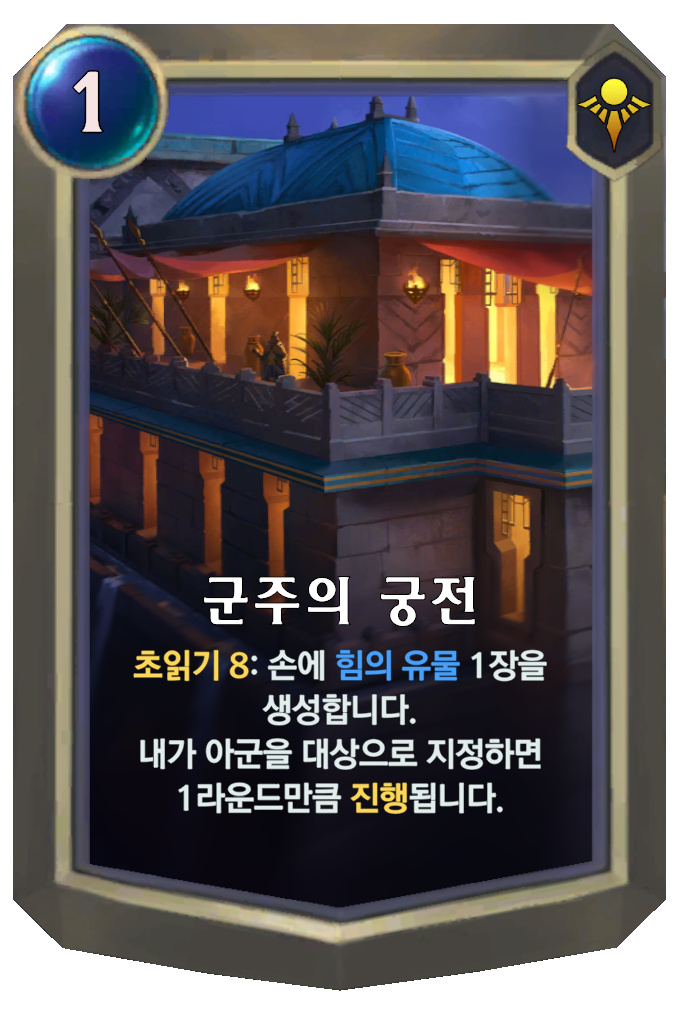 1
군주의 궁전
초읽기 8: 손에 힘의 유물 1장을
생성합니다.
내가 아군을 대상으로 지정하면
1라운드만큼 진행됩니다.